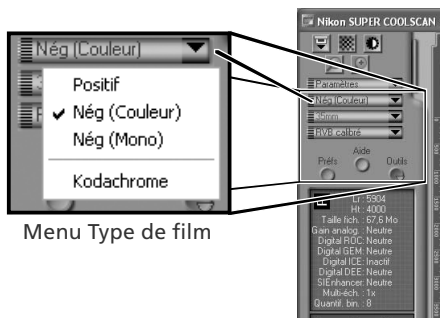 Nég (Couleur)
Positif
Nég (Couleur)
Nég (Mono)
Kodachrome
Menu Type de film
Nikon SUPER COOLSCAN
Paramètres
Nég (Couleur)
35mm
RVB calibré
Aide
Préfs
Outils
Lr : 5904
Ht : 4000
Taille fich. : 67,6 Mo
Gain analog. : Neutre
Digital ROC: Neutre
Digital GEM: Neutre
Digital ICE: Inactif
Digital DEE: Neutre
SIEnhancer: Neutre
Multi-éch. : 1x
Quantif. bin. : 8